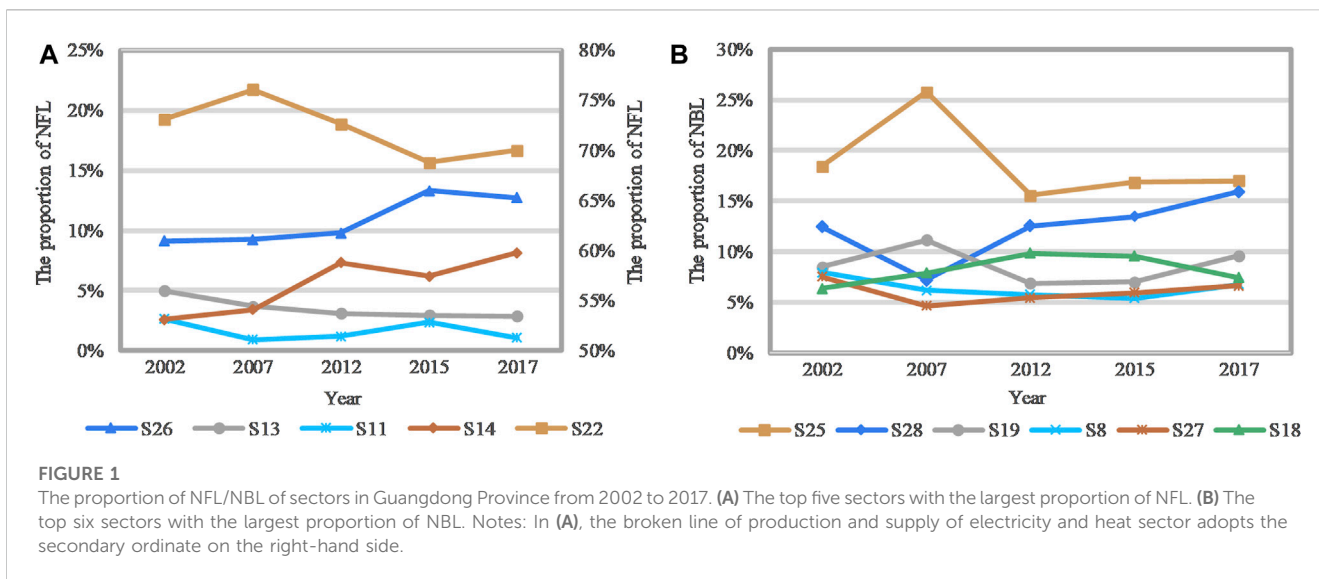 A
25%
20%
15%
10%
5%
0%
The proportion of NFL
80%
75%
70%
65%
60%
55%
50%
The proportion of NFL
2002 2007 2012 2015 2017
Year
S26 S13 S11 S14 S22
B
30%
25%
20%
15%
10%
5%
0%
The proportion of NBL
2002 2007 2012 2015 2017
Year
S25 S28 S19 S8 S27 S18
FIGURE 1
The proportion of NFL/NBL of sectors in Guangdong Province from 2002 to 2017. (A) The top five sectors with the largest proportion of NFL. (B) The
top six sectors with the largest proportion of NBL. Notes: In (A), the broken line of production and supply of electricity and heat sector adopts the
secondary ordinate on the right-hand side.